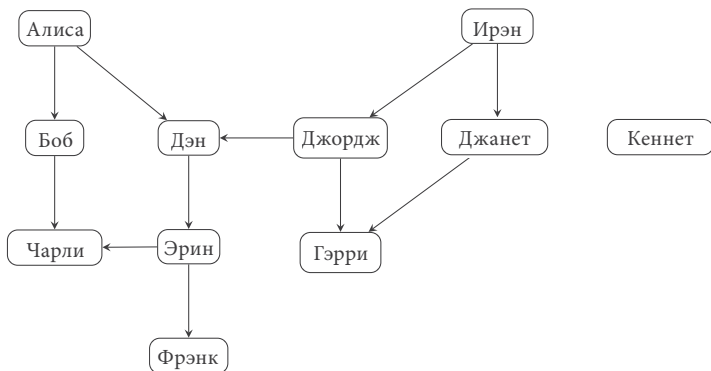 Алиса
Ирэн
Боб
Дэн
Джордж
Джанет
Кеннет
Чарли
Эрин
Гэрри
Фрэнк